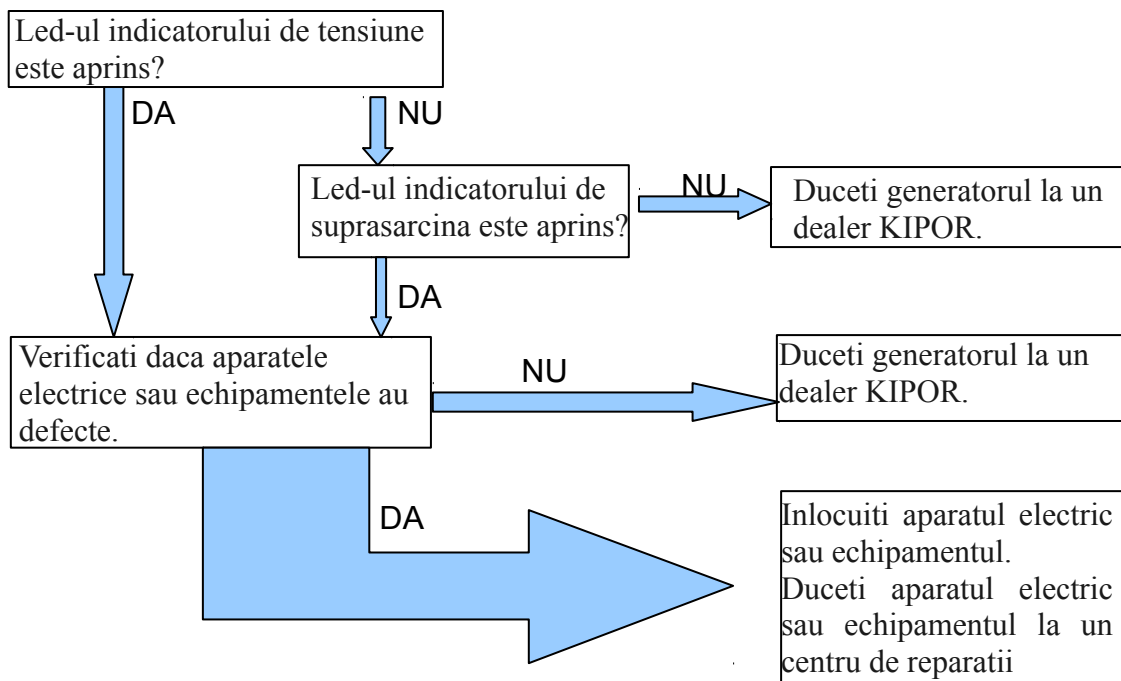 Led-ul indicatorului de tensiune
este aprins?
DA
NU
Led-ul indicatorului de
suprasarcina este aprins?
NU
Duceti generatorul la un
dealer KIPOR.
DA
Verificati daca aparatele
electrice sau echipamentele au
defecte.
NU
Duceti generatorul la un
dealer KIPOR.
DA
Inlocuiti aparatul electric
sau echipamentul.
Duceti aparatul electric
sau echipamentul la un
centru de reparatii